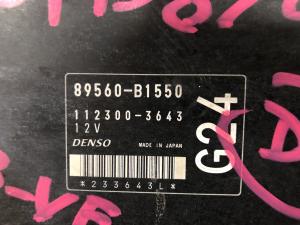 89560-B1550
112300-3643
12V
DENSO MADE IN JAPAN
*233643L*
G24